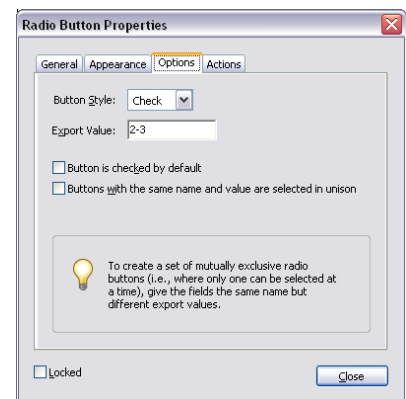 Radio Button Properties
General Appearance Options Actions
Button Style: Check
Export Value: 2-3
Button is checked by default
Buttons with the same name and value are selected in unison
To create a set of mutually exclusive radio
buttons (i.e., where only one can be selected at
a time), give the fields the same name but
different export values.
Locked
Close